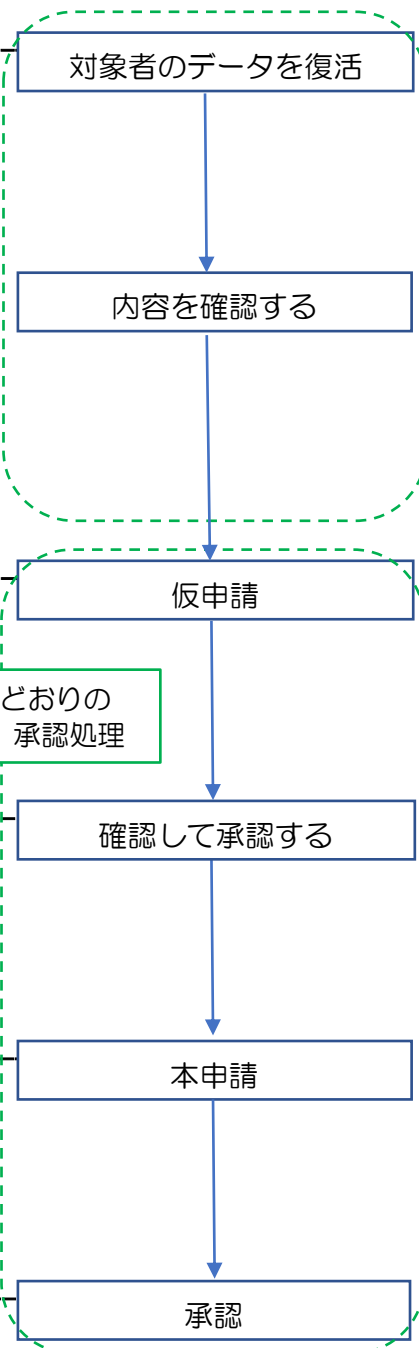 対象者のデータを復活
内容を確認する
仮申請
どおりの
承認処理
確認して承認する
本申請
承認